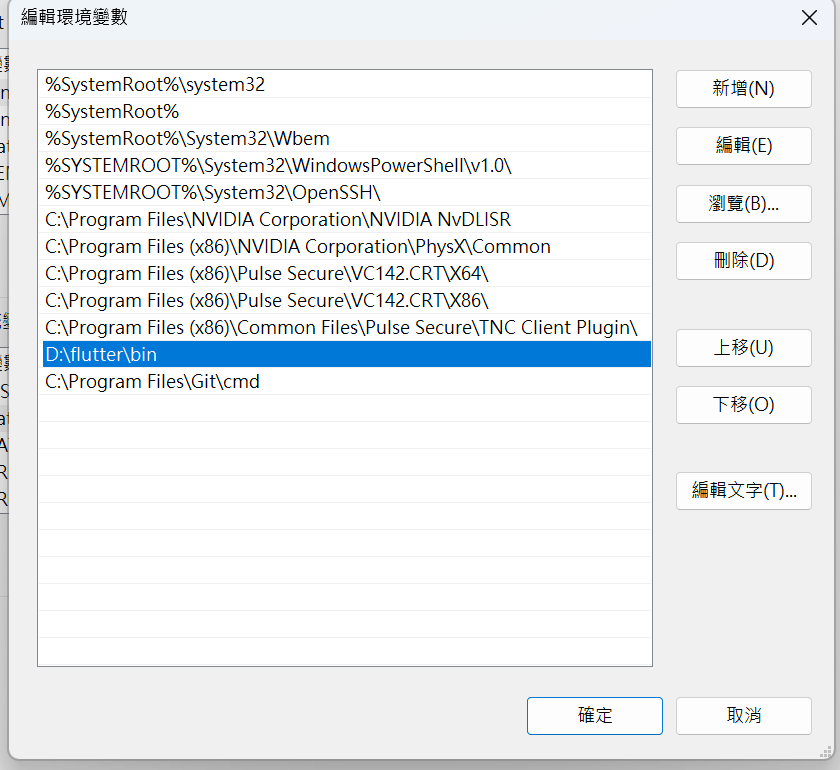 編輯環境變數
%SystemRoot%\system32
%SystemRoot%
%SystemRoot%\System32\Wbem
%SYSTEMROOT%\System32\WindowsPowerShell\v1.0\
%SYSTEMROOT%\System32\OpenSSH\
C:\Program Files\NVIDIA Corporation\NVIDIA NvDLISR
C:\Program Files (x86)\NVIDIA Corporation\PhysX\Common
C:\Program Files (x86)\Pulse Secure\VC142.CRT\X64\
C:\Program Files (x86)\Pulse Secure\VC142.CRT\X86\
C:\Program Files (x86)\Common Files\Pulse Secure\TNC Client Plugin\
D:\flutter\bin
C:\Program Files\Git\cmd
新增(N)
編輯(E)
瀏覽(B)...
刪除(D)
上移(U)
下移(O)
編輯文字(T)...
確定
取消